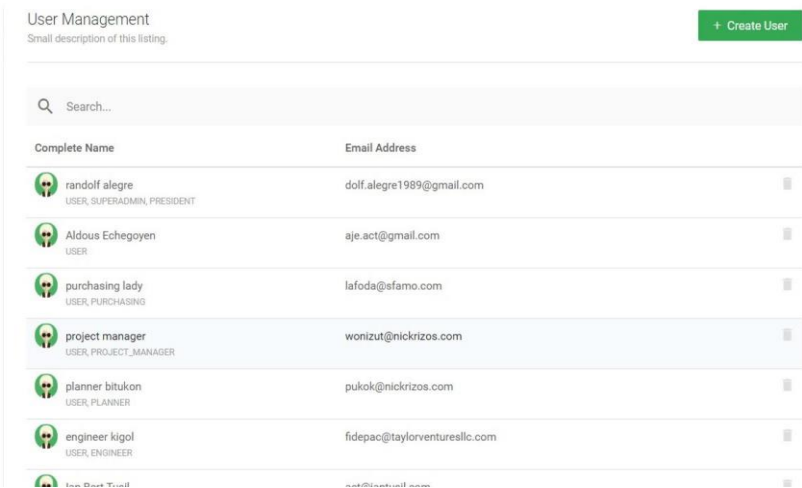 User Management
+ Create User
Small description of this listing.
Search...
Complete Name Email Address
randolf alegre dolf.alegre1989@gmail.com
USER, SUPERADMIN, PRESIDENT
Aldous Echegoyen aje.act@gmail.com
USER
purchasing lady lafoda@sfamo.com
USER, PURCHASING
project manager wonizut@nickrizos.com
USER, PROJECT_MANAGER
planner bitukon pukok@nickrizos.com
USER, PLANNER
engineer kigol fidepac@taylorventuresllc.com
USER, ENGINEER